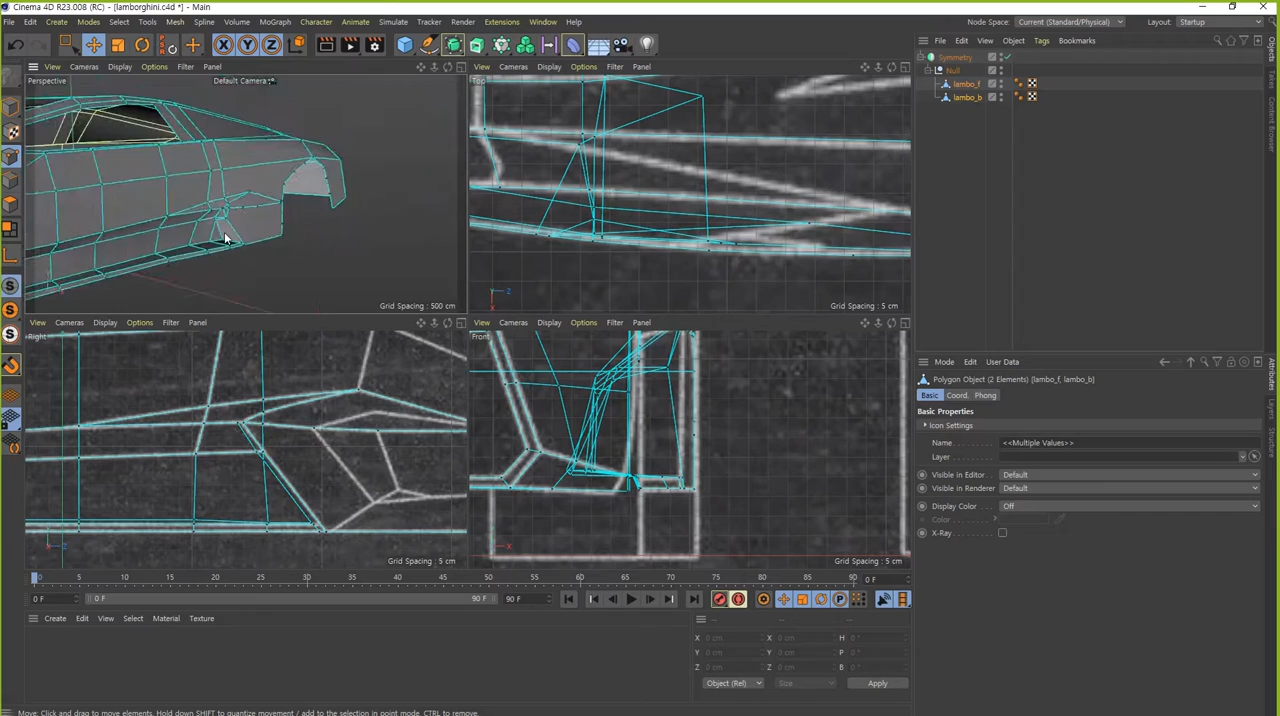 Cinema 4D R23.008 (RC) - [lamborghini.c4d *] - Main
File Edit Create Modes Select Tools Mesh Spline Volume MoGraph Character Animate Simulate Tracker Render Extensions Window Help
Node Space: Current (Standard/Physical) Layout: Startup
View Cameras Display Options Filter Panel
Perspective
Default Camera
Grid Spacing : 500 cm
View Cameras Display Options Filter Panel
Top
Grid Spacing : 5 cm
View Cameras Display Options Filter Panel
Right
Grid Spacing : 5 cm
View Cameras Display Options Filter Panel
Front
Grid Spacing : 5 cm
File Edit View Object Tags Bookmarks
Symmetry
Null
lambo_f
lambo_b
Objects
Takes
Content Browser
Mode Edit User Data
Polygon Object (2 Elements) [lambo_f, lambo_b]
Basic Coord. Phong
Basic Properties
Icon Settings
Name <<Multiple Values>>
Layer
Visible in Editor Default
Visible in Renderer Default
Display Color Off
Color
X-Ray
Attributes
Layers
Structure
0 5 10 15 20 25 30 35 40 45 50 55 60 65 70 75 80 85 90 0 F
0 F 0 F 90 F 90 F
Create Edit View Select Material Texture
X 0 cm X 0 cm H 0 °
Y 0 cm Y 0 cm P 0 °
Z 0 cm Z 0 cm B 0 °
Object (Rel) Size Apply
Move: Click and drag to move elements. Hold down SHIFT to quantize movement / add to the selection in point mode, CTRL to remove.